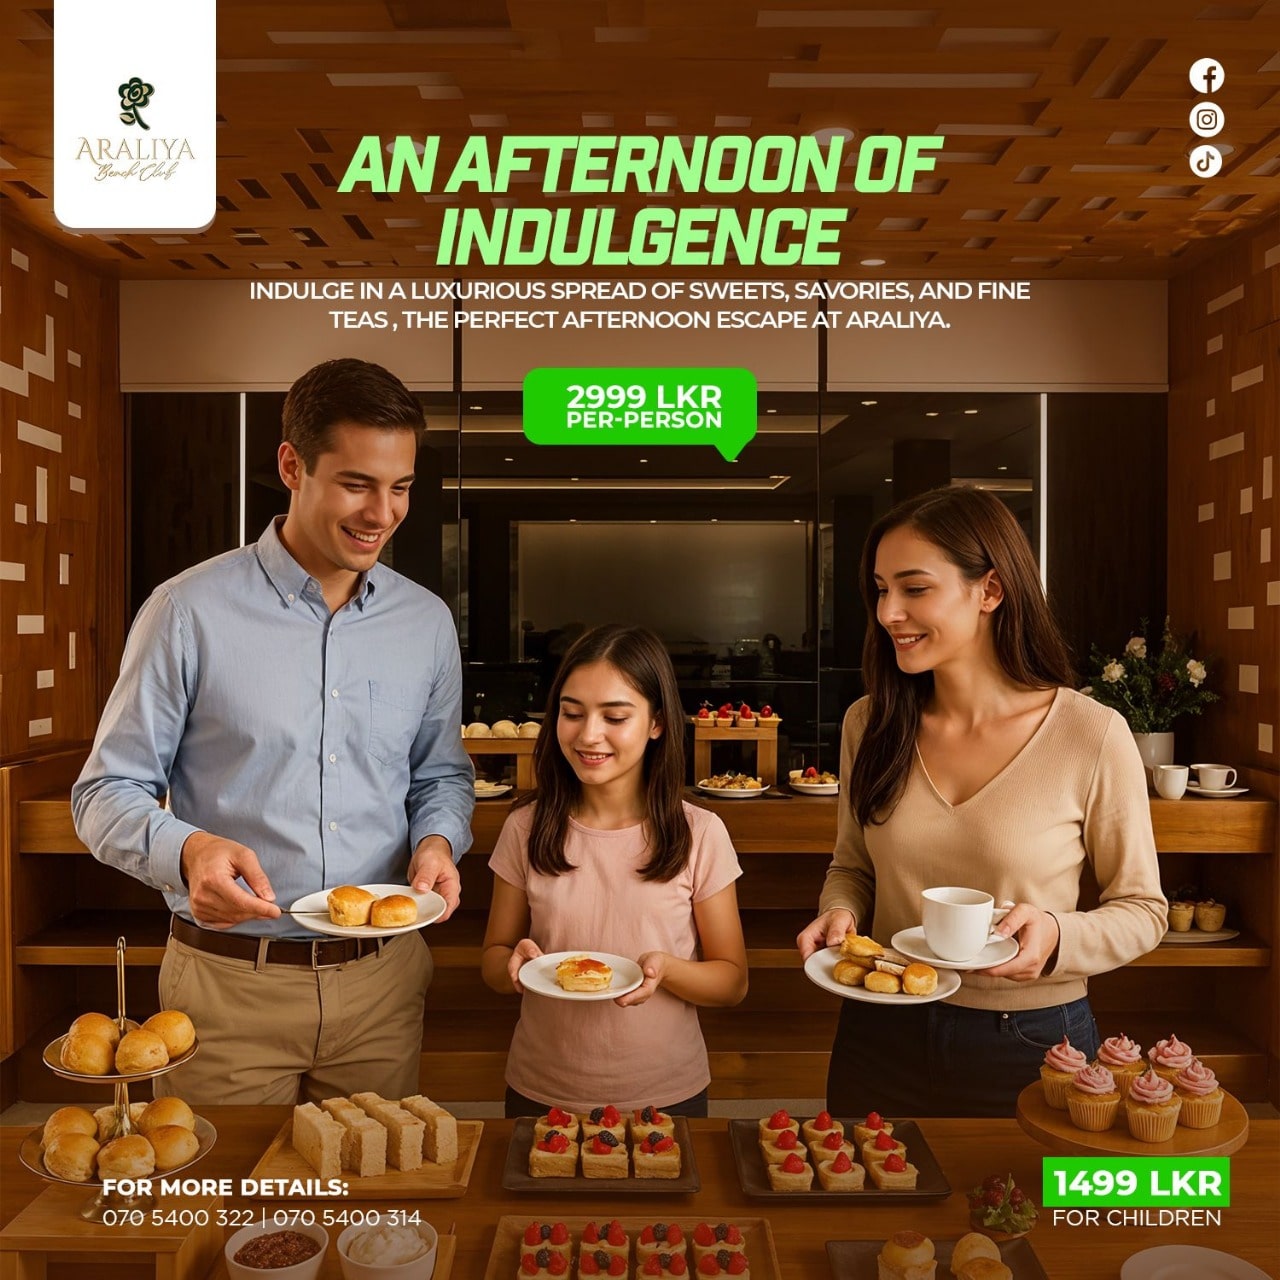 ARALIYA
Beach Club
AN AFTERNOON OF
INDULGENCE
INDULGE IN A LUXURIOUS SPREAD OF SWEETS, SAVORIES, AND FINE
TEAS , THE PERFECT AFTERNOON ESCAPE AT ARALIYA.
2999 LKR
PER-PERSON
FOR MORE DETAILS:
070 5400 322 | 070 5400 314
1499 LKR
FOR CHILDREN